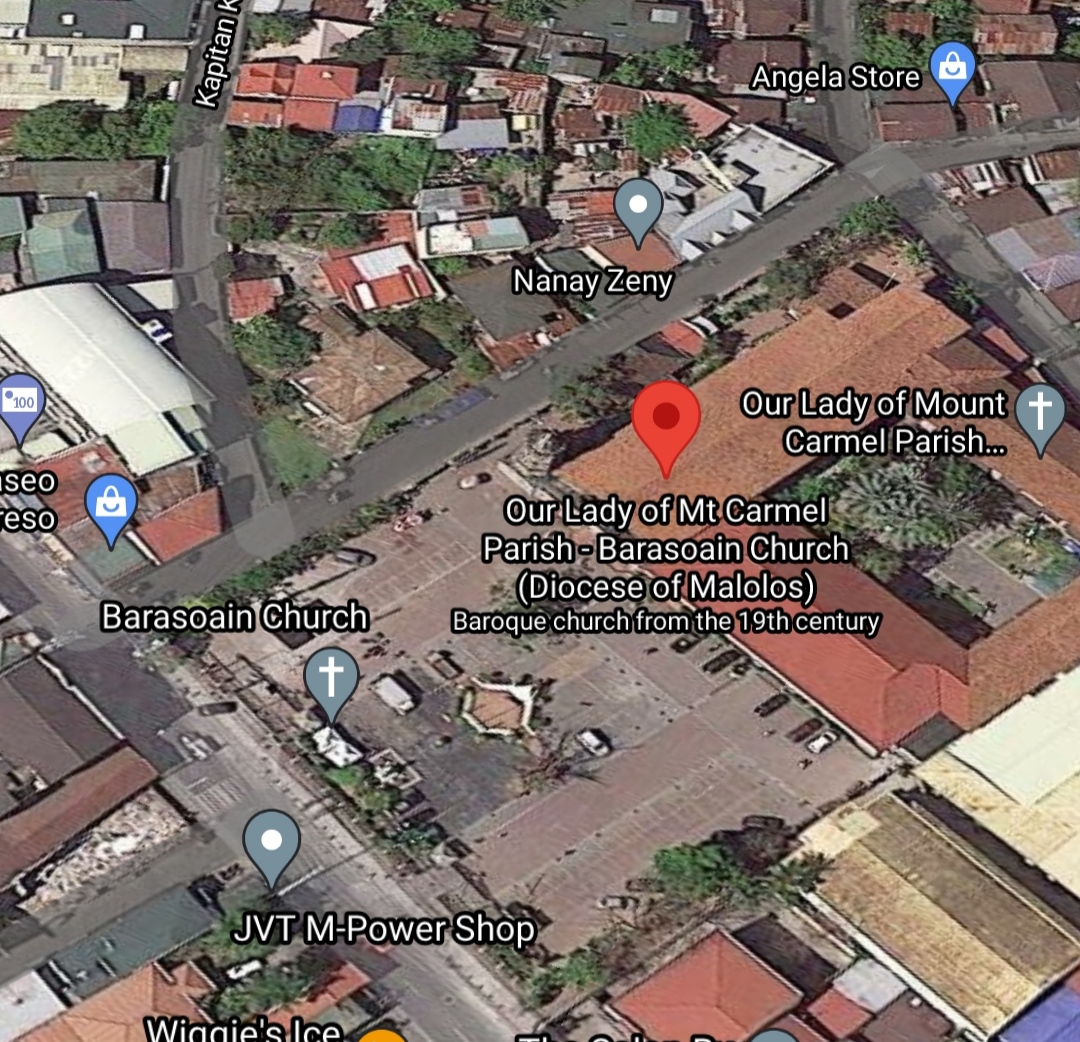 Kapitan K
Angela Store
Nanay Zeny
100
Our Lady of Mount
Carmel Parish...
aseo
reso
Our Lady of Mt Carmel
Parish - Barasoain Church
(Diocese of Malolos)
Baroque church from the 19th century
Barasoain Church
JVT M-Power Shop
Wiggie's Ice